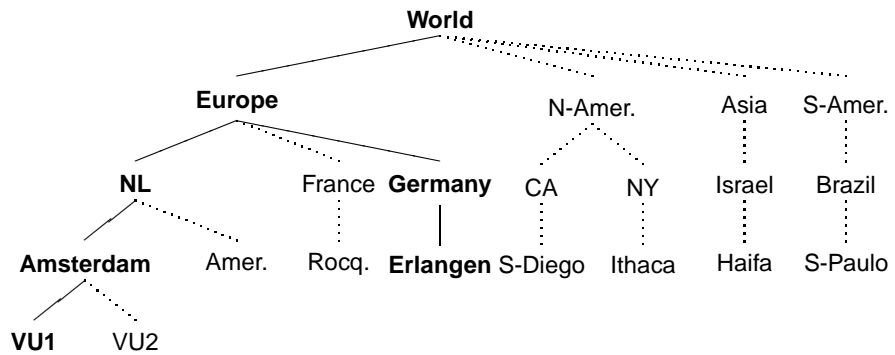 World
Europe N-Amer. Asia S-Amer.
NL France Germany CA NY Israel Brazil
Amsterdam Amer. Rocq. Erlangen S-Diego Ithaca Haifa S-Paulo
VU1 VU2